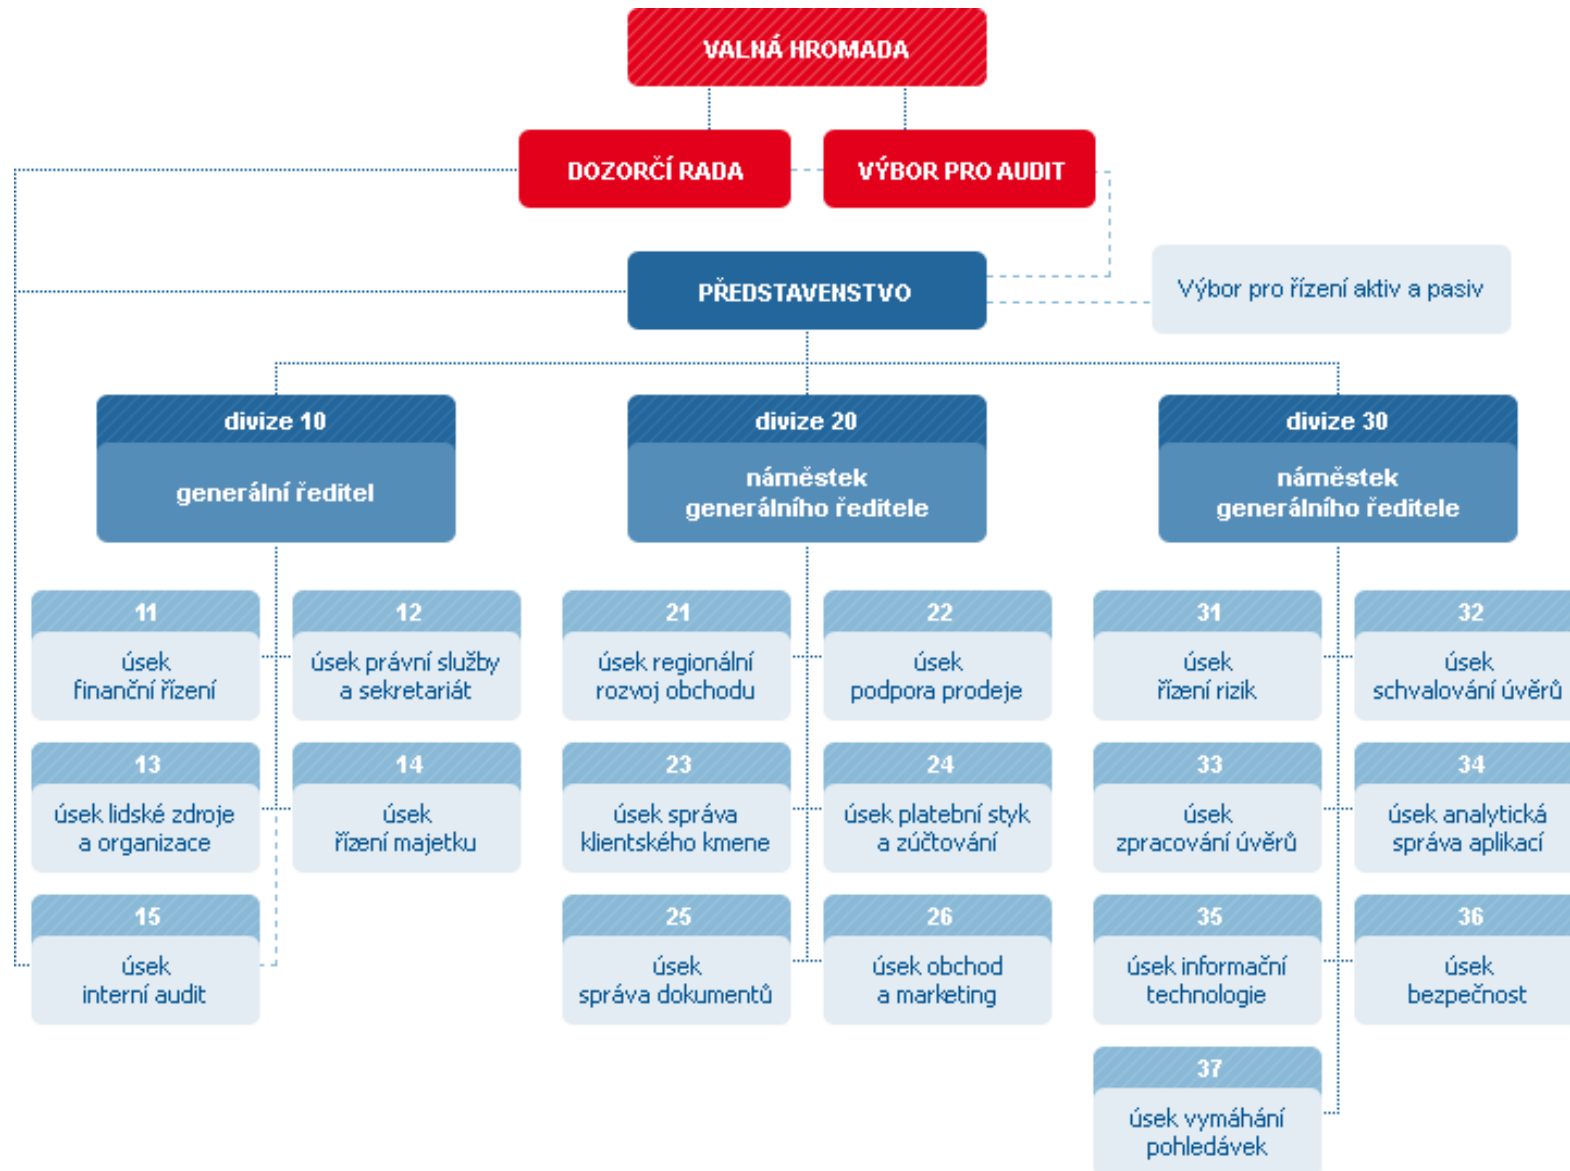 VALNÁ HROMADA
DOZORČÍ RADA
VÝBOR PRO AUDIT
PŘEDSTAVENSTVO
Výbor pro řízení aktiv a pasiv
divize 10
generální ředitel
divize 20
náměstek
generálního ředitele
divize 30
náměstek
generálního ředitele
11
úsek
finanční řízení
12
úsek právní služby
a sekretariát
21
úsek regionální
rozvoj obchodu
22
úsek
podpora prodeje
31
úsek
řízení rizik
32
úsek
schvalování úvěrů
13
úsek lidské zdroje
a organizace
14
úsek
řízení majetku
23
úsek správa
klientského kmene
24
úsek platební styk
a zúčtování
33
úsek
zpracování úvěrů
34
úsek analytická
správa aplikací
15
úsek
interní audit
25
úsek
správa dokumentů
26
úsek obchod
a marketing
35
úsek informační
technologie
36
úsek
bezpečnost
37
úsek vymáhání
pohledávek